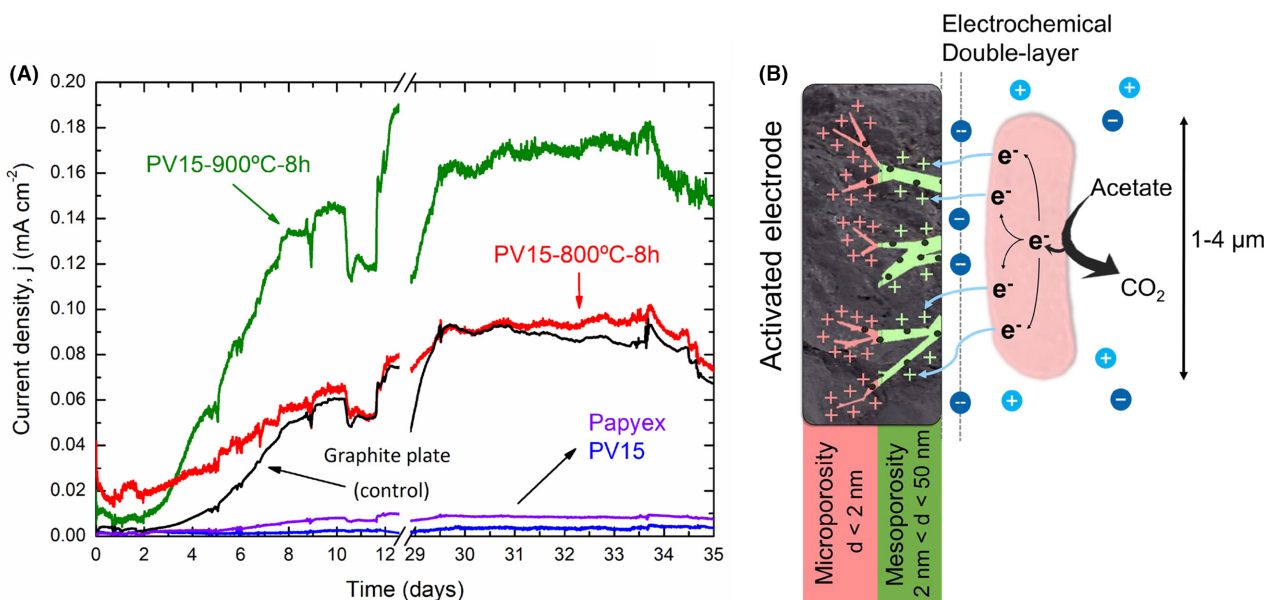 (A)
0.20
0.18
0.16
0.14
0.12
0.10
0.08
0.06
0.04
0.02
0.00
Current density, j (mA cm-2)
PV15-900ºC-8h
PV15-800ºC-8h
Graphite plate
(control)
Papyex
PV15
0 2 4 6 8 10 12 29 30 31 32 33 34 35
Time (days)
(B)
Electrochemical
Double-layer
Activated electrode
+ + + + + + + + + + + + + + + + + + + + + + + + + + + + + + + + + + + +
+ +
-- − -- -- -- −
+ +
e-
e-
e-
e-
e-
Acetate
CO2
1-4 μm
Microporosity
d < 2 nm
Mesoporosity
2 nm < d < 50 nm